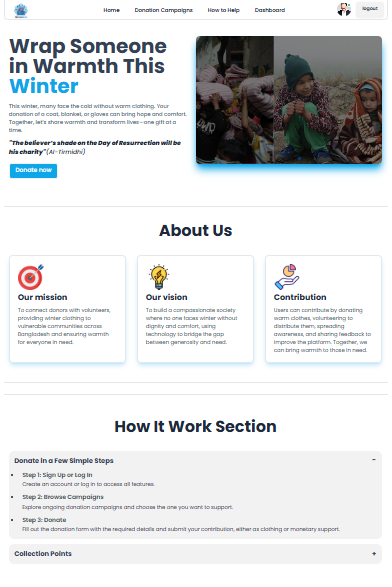 Home Donation Campaigns How to Help Dashboard logout
Wrap Someone
in Warmth This
Winter
This winter, many face the cold without warm clothing. Your
donation of a coat, blanket, or gloves can bring hope and comfort.
Together, let's share warmth and transform lives—one gift at a
time.
"The believer's shade on the Day of Resurrection will be
his charity" (Al-Tirmidhi)
Donate now
About Us
Our mission
To connect donors with volunteers,
providing winter clothing to
vulnerable communities across
Bangladesh and ensuring warmth
for everyone in need.
Our vision
To build a compassionate society
where no one faces winter without
dignity and comfort, using
technology to bridge the gap
between generosity and need.
Contribution
Users can contribute by donating
warm clothes, volunteering to
distribute them, spreading
awareness, and sharing feedback to
improve the platform. Together, we
can bring warmth to those in need.
How It Work Section
Donate in a Few Simple Steps -
Step 1: Sign Up or Log In
Create an account or log in to access all features.
Step 2: Browse Campaigns
Explore ongoing donation campaigns and choose the one you want to support.
Step 3: Donate
Fill out the donation form with the required details and submit your contribution, either as clothing or monetary support.
Collection Points +